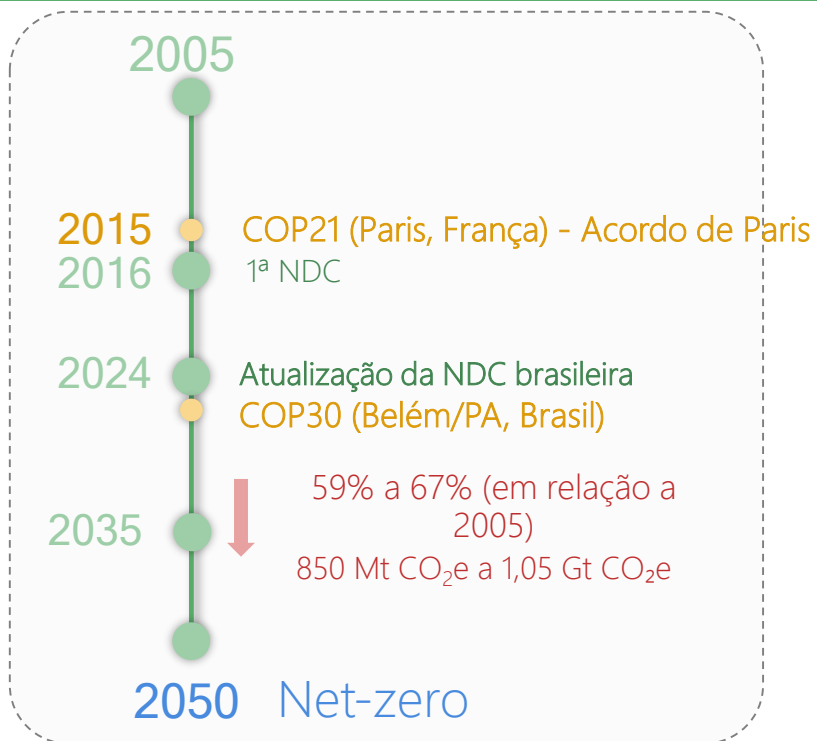 2005
2015 COP21 (Paris, França) - Acordo de Paris
2016 1ª NDC
2024 Atualização da NDC brasileira
COP30 (Belém/PA, Brasil)
59% a 67% (em relação a
2035 2005)
850 Mt CO₂e a 1,05 Gt CO₂e
2050 Net-zero